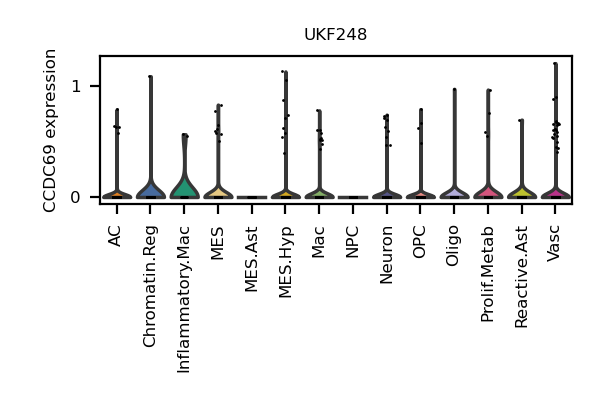 UKF248
CCDC69 expression
1
0
AC
Chromatin.Reg
Inflammatory.Mac
MES
MES.Ast
MES.Hyp
Mac
NPC
Neuron
OPC
Oligo
Prolif.Metab
Reactive.Ast
Vasc